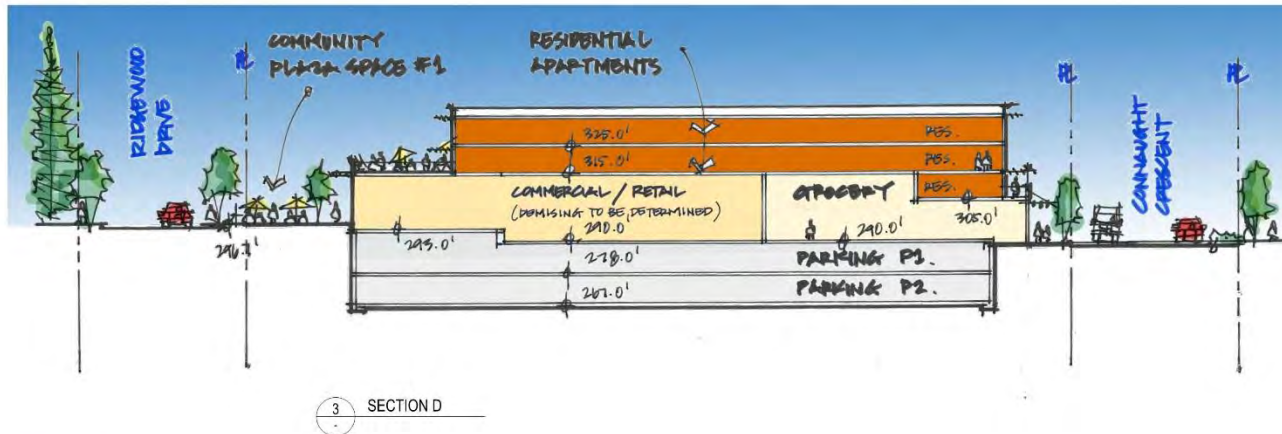 RIDGEWOOD
DRIVE
PL
COMMUNITY
PLAZA SPACE #1
RESIDENTIAL
APARTMENTS
PL
CONNAUGHT
CRESCENT
PL
325.0' RES.
315.0' RES.
COMMERCIAL / RETAIL
(DEMISING TO BE DETERMINED)
GROCERY
RES.
305.0'
293.0'
290.0'
290.0'
278.0' PARKING P1.
267.0' PARKING P2.
3 SECTION D